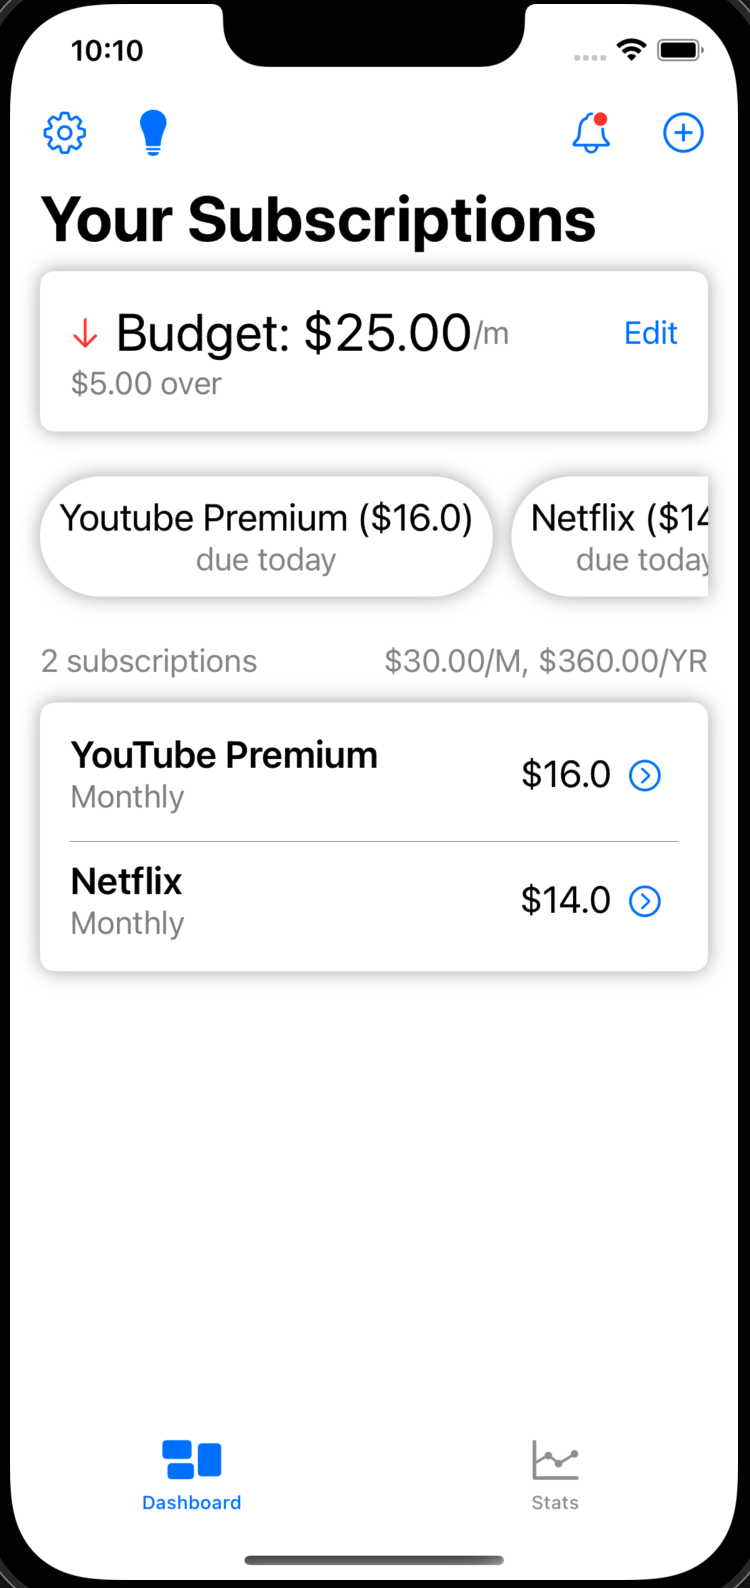 10:10
Your Subscriptions
Budget: $25.00/m
Edit
$5.00 over
Youtube Premium ($16.0)
due today
Netflix ($14
due today
2 subscriptions
$30.00/M, $360.00/YR
YouTube Premium
Monthly
$16.0
Netflix
Monthly
$14.0
Dashboard
Stats